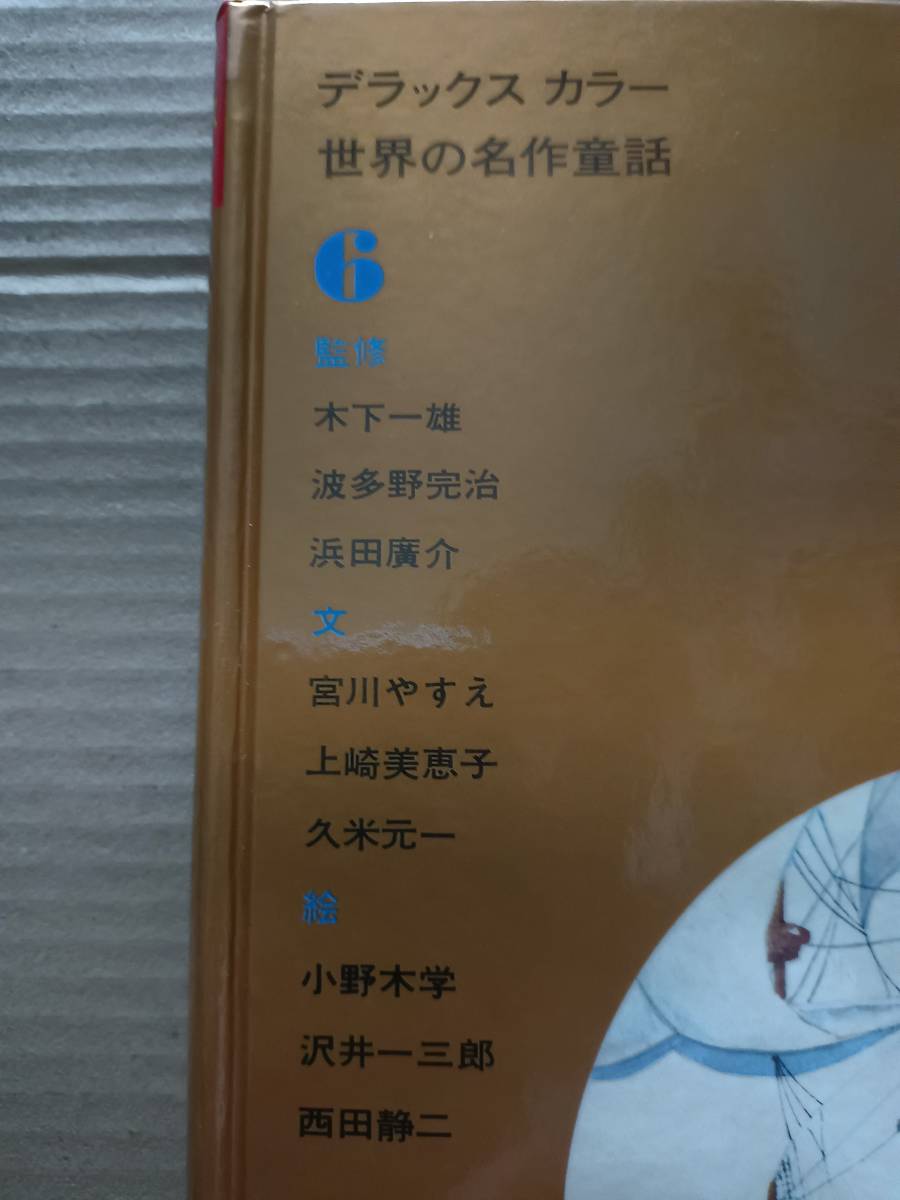 デラックス カラー
世界の名作童話
6
監修
木下一雄
波多野完治
浜田廣介
文
宮川やすえ
上崎美恵子
久米元一
絵
小野木学
沢井一三郎
西田静二